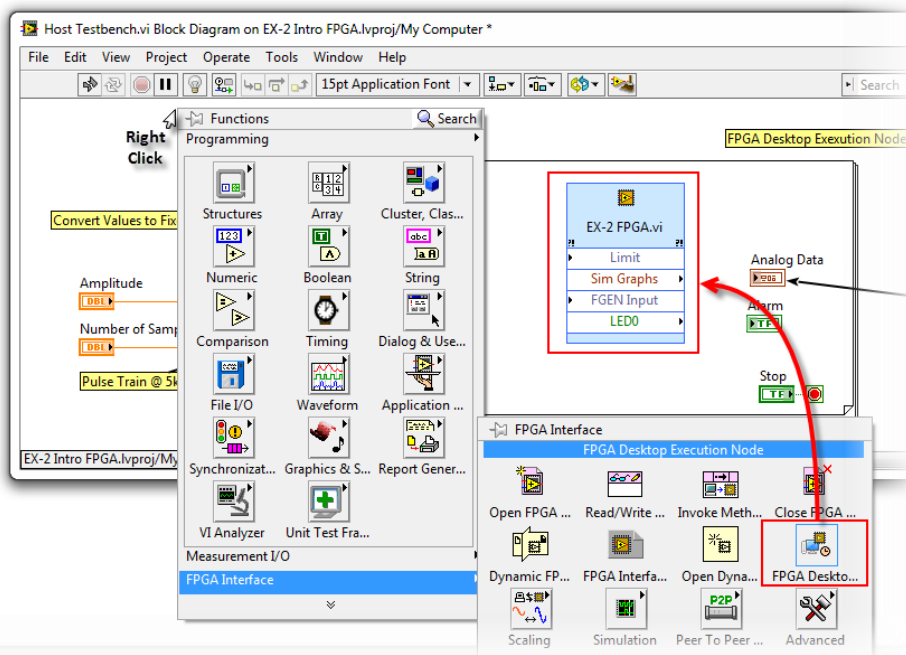 Host Testbench.vi Block Diagram on EX-2 Intro FPGA.lvproj/My Computer *
File Edit View Project Operate Tools Window Help
15pt Application Font
Search
Right
Click
Functions
Search
Programming
Structures
Array
Cluster, Clas...
Numeric
Boolean
String
Comparison
Timing
Dialog & Use...
File I/O
Waveform
Application ...
Synchronizat...
Graphics & S...
Report Gener...
VI Analyzer
Unit Test Fra...
Measurement I/O
FPGA Interface
Convert Values to Fix
Amplitude
DBL
Number of Samp
DBL
Pulse Train @ 5k
EX-2 Intro FPGA.lvproj/My
FPGA Desktop Exexution Node
EX-2 FPGA.vi
Limit
Sim Graphs
FGEN Input
LED0
Analog Data
Alarm
TF
Stop
TF
FPGA Interface
FPGA Desktop Execution Node
Open FPGA ...
Read/Write ...
Invoke Meth...
Close FPGA ...
Dynamic FP...
FPGA Interfa...
Open Dyna...
FPGA Deskto...
Scaling
Simulation
P2P
Peer To Peer ...
Advanced